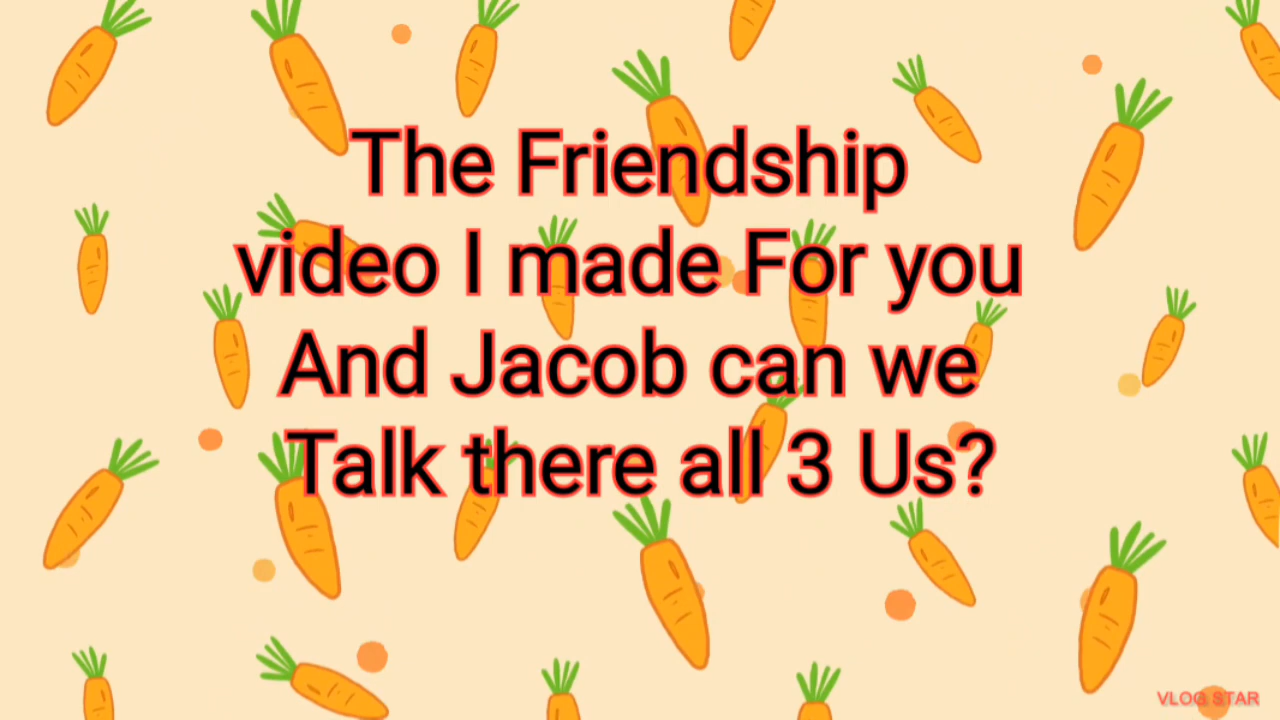 The Friendship
video I made For you
And Jacob can we
Talk there all 3 Us?
VLOG STAR